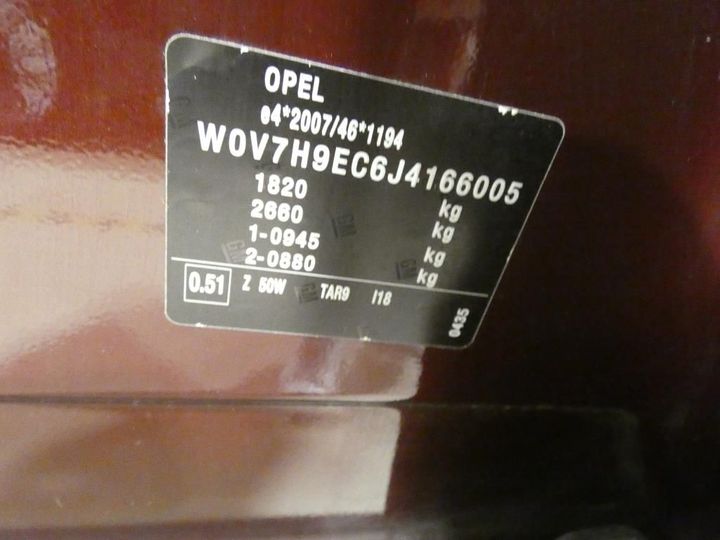 OPEL
e4*2007/46*1194
W0V7H9EC6J4166005
1820 kg
2660 kg
1-0945 kg
2-0880 kg
0.51 Z 50W TAR9 I18 0435